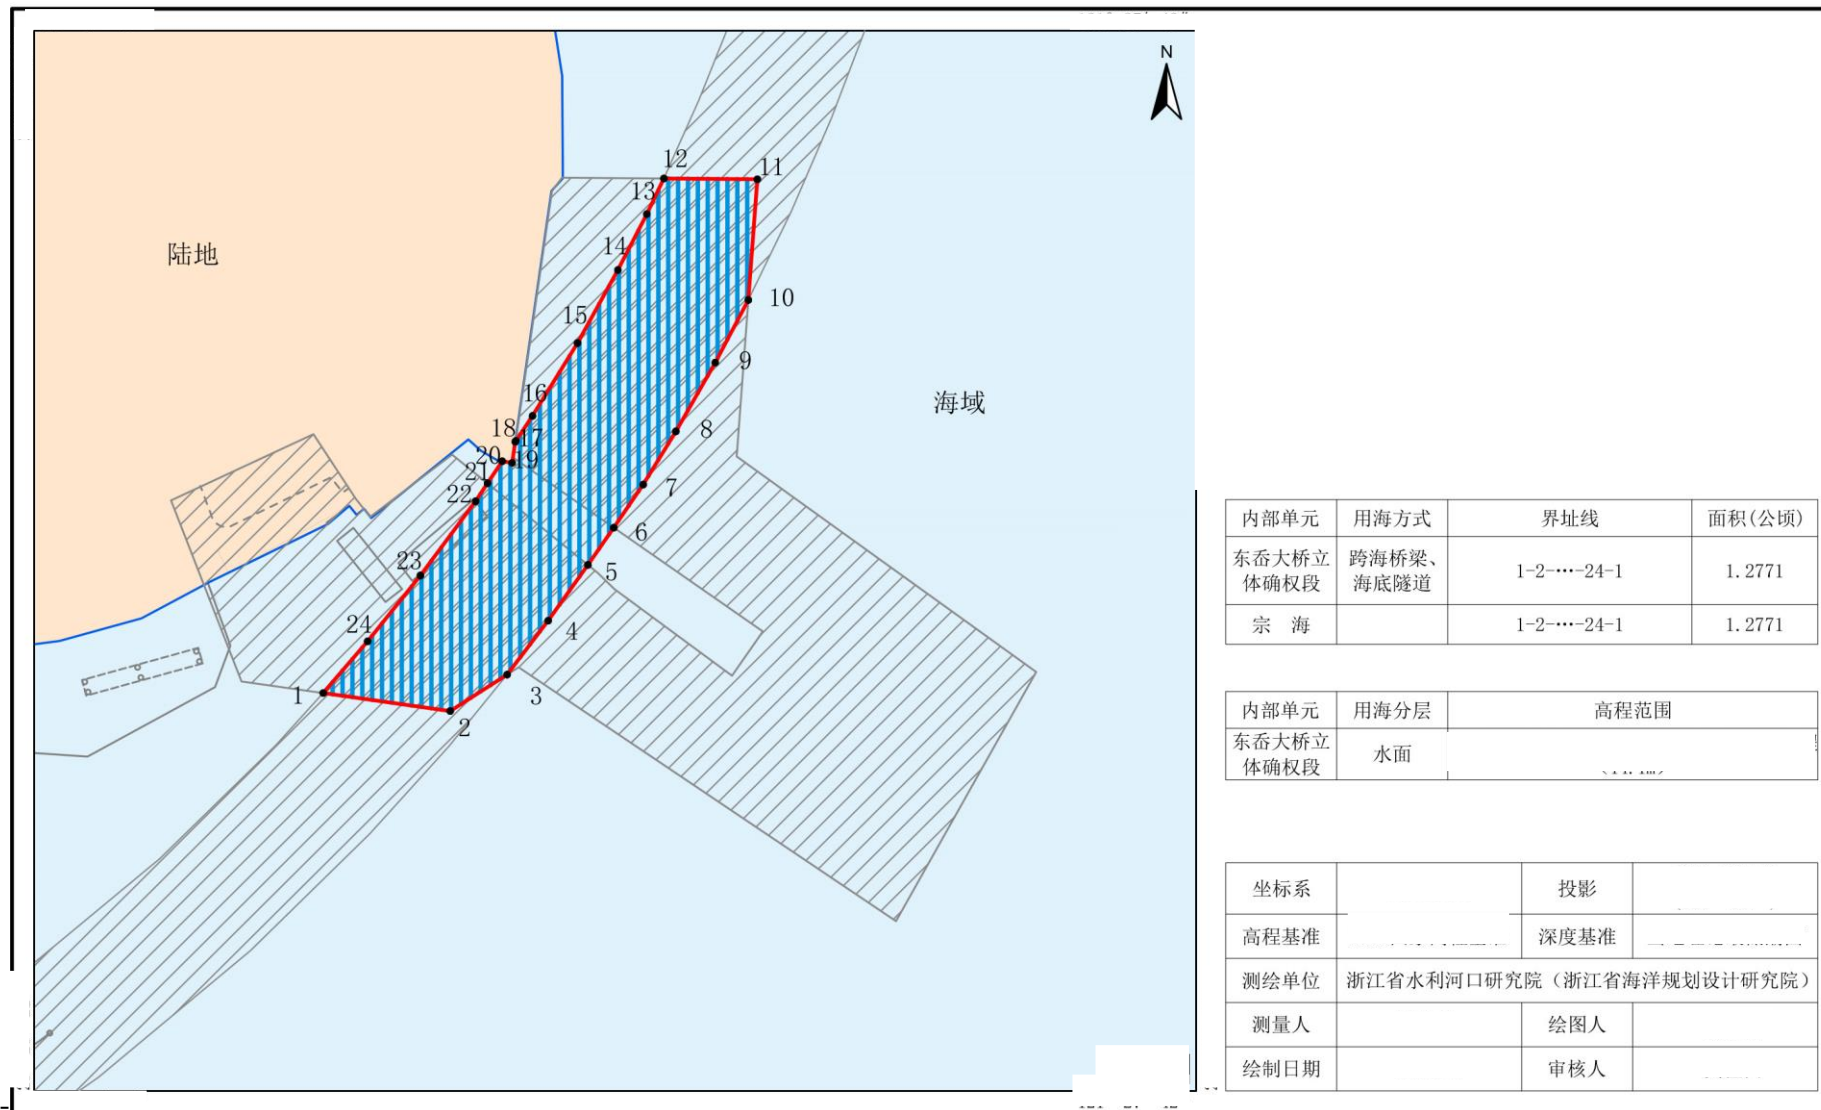 N
12
11
13
陆地
14
10
15
9
16
海域
18
17
8
20
19
21
7
22
6
23
5
24
4
1
3
2
内部单元 用海方式 界址线 面积(公顷)
东岙大桥立
体确权段
跨海桥梁、
海底隧道
1-2-…-24-1 1.2771
宗 海 1-2-…-24-1 1.2771
内部单元 用海分层 高程范围
东岙大桥立
体确权段
水面
坐标系 投影
高程基准 深度基准
测绘单位 浙江省水利河口研究院（浙江省海洋规划设计研究院）
测量人 绘图人
绘制日期 审核人